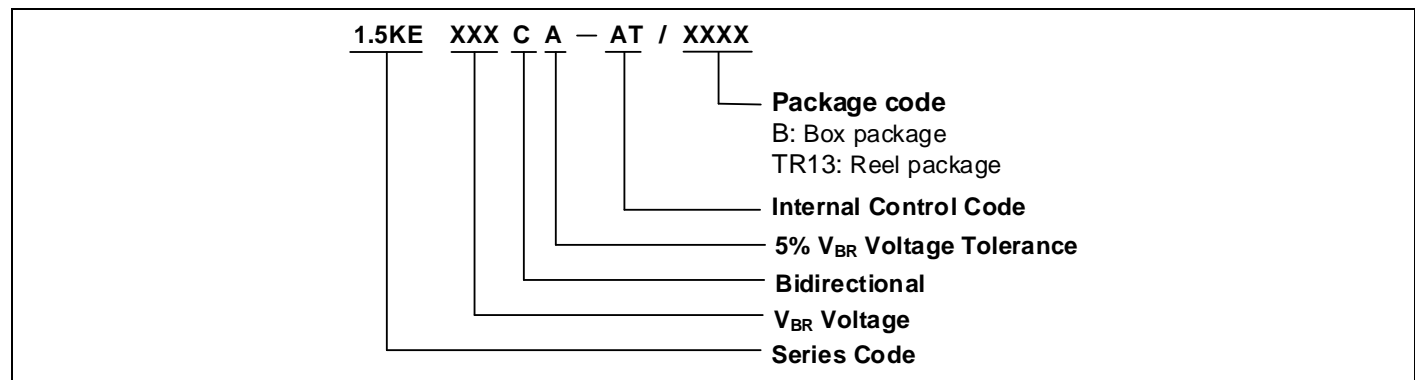 1.5KE XXX C A — AT / XXXX
Package code
B: Box package
TR13: Reel package
Internal Control Code
5% VBR Voltage Tolerance
Bidirectional
VBR Voltage
Series Code